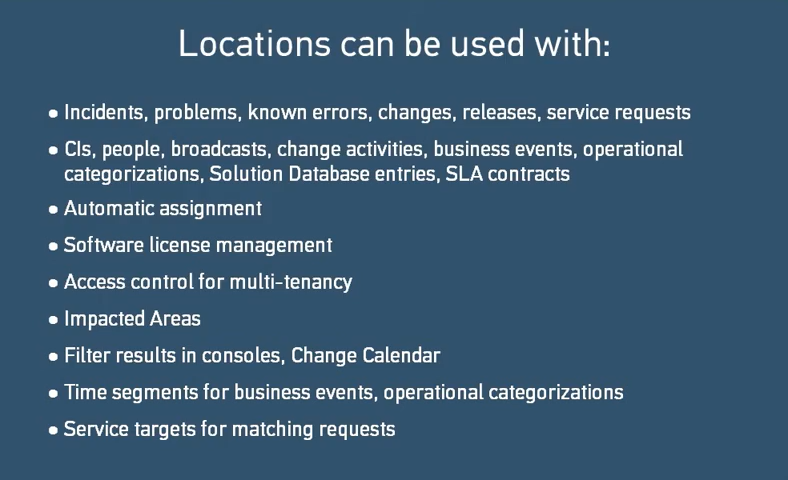 Locations can be used with:
• Incidents, problems, known errors, changes, releases, service requests
• CIs, people, broadcasts, change activities, business events, operational
categorizations, Solution Database entries, SLA contracts
• Automatic assignment
• Software license management
• Access control for multi-tenancy
• Impacted Areas
• Filter results in consoles, Change Calendar
• Time segments for business events, operational categorizations
• Service targets for matching requests